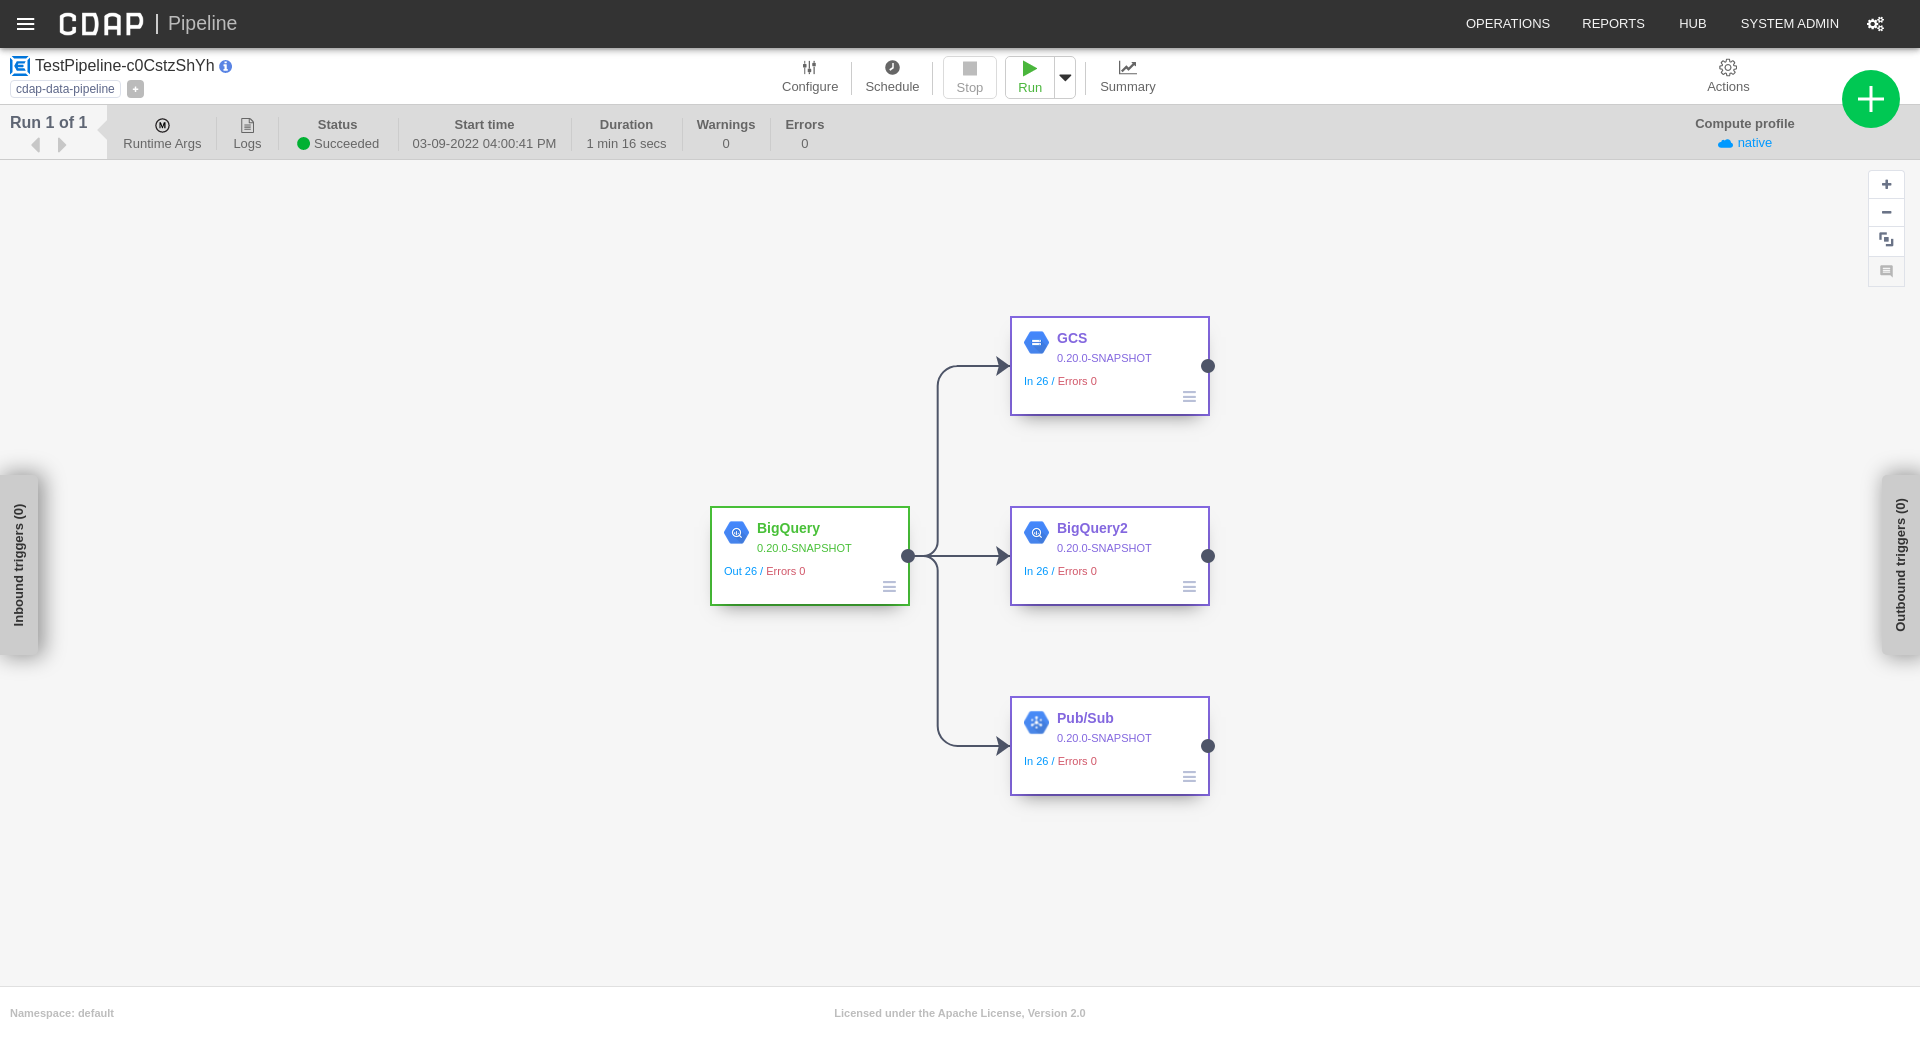 CDAP | Pipeline
OPERATIONS REPORTS HUB SYSTEM ADMIN
TestPipeline-c0CstzShYh
cdap-data-pipeline
Configure
Schedule
Stop
Run
Summary
Actions
Run 1 of 1
Runtime Args
Logs
Status
Succeeded
Start time
03-09-2022 04:00:41 PM
Duration
1 min 16 secs
Warnings
0
Errors
0
Compute profile
native
GCS
0.20.0-SNAPSHOT
In 26 / Errors 0
Inbound triggers (0)
BigQuery
0.20.0-SNAPSHOT
Out 26 / Errors 0
BigQuery2
0.20.0-SNAPSHOT
In 26 / Errors 0
Outbound triggers (0)
Pub/Sub
0.20.0-SNAPSHOT
In 26 / Errors 0
Namespace: default
Licensed under the Apache License, Version 2.0